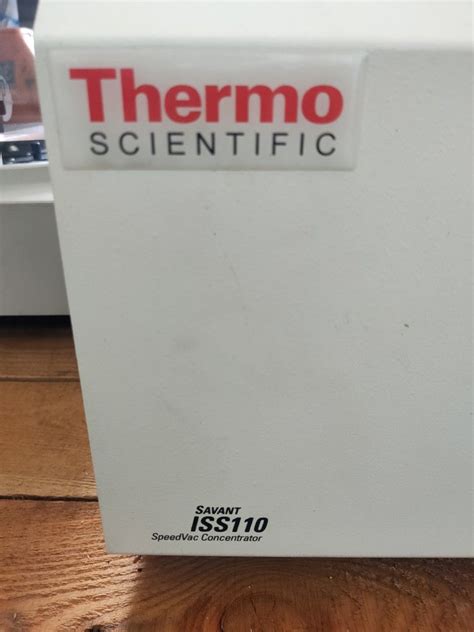 Thermo
SCIENTIFIC
SAVANT
ISS110
SpeedVac Concentrator